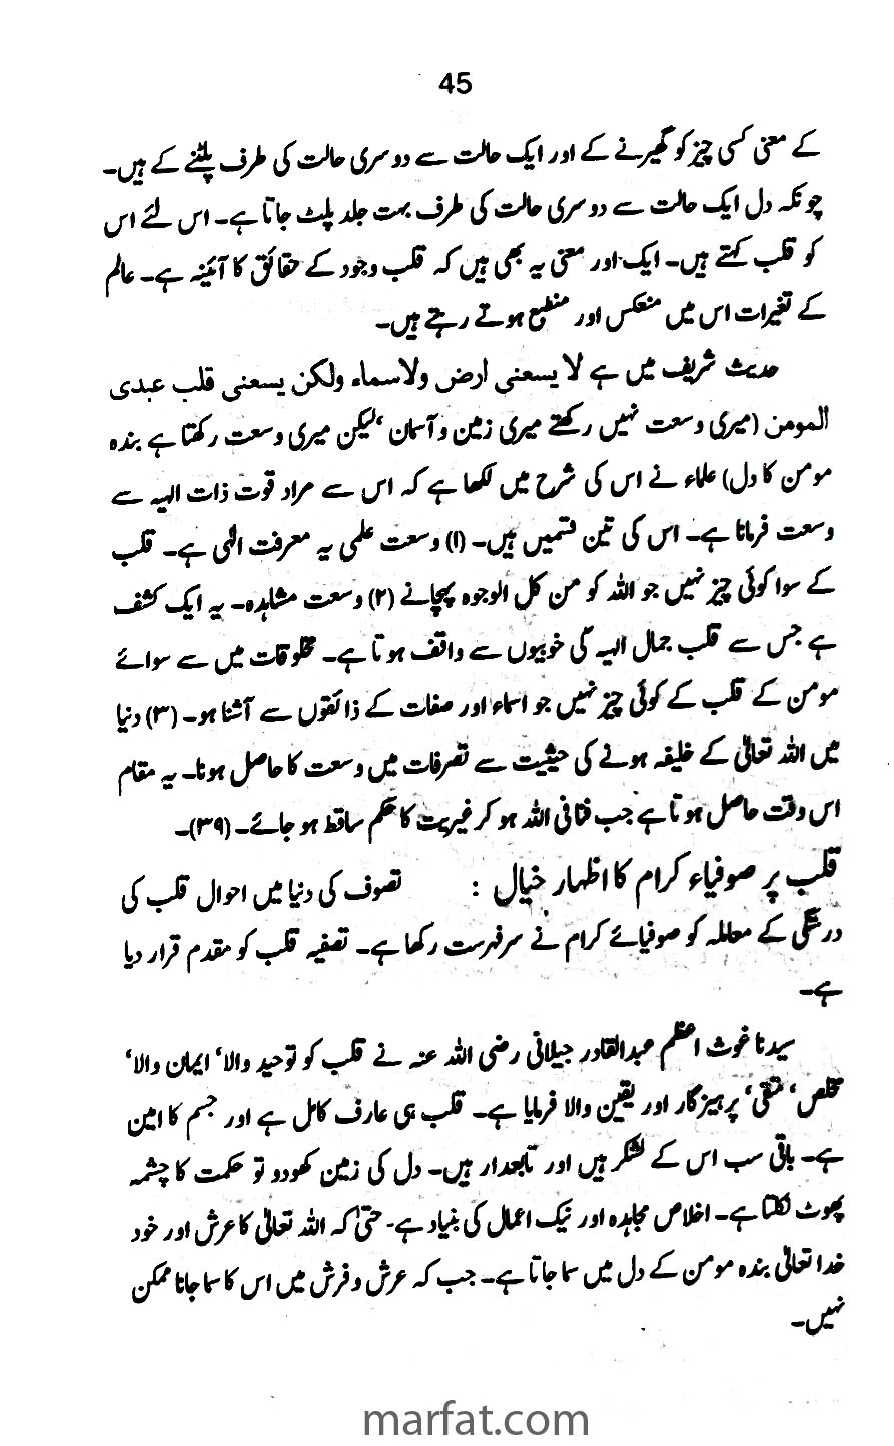 45
کے معنی کسی چیز کو گھیرنے کے اور ایک حالت سے دوسری حالت کی طرف پلٹنے کے ہیں۔
چونکہ دل ایک حالت سے دوسری حالت کی طرف بہت جلد پلٹ جاتا ہے۔ اس لئے اس
کو قلب کہتے ہیں۔ ایک اور معنی یہ بھی ہیں کہ قلب وجود کے حقائق کا آئینہ ہے۔ عالم
کے تغیرات اس میں منعکس اور منطبع ہوتے رہتے ہیں۔
حدیث شریف میں ہے لا یسعنی ارض ولاسماء ولکن یسعنی قلب عبدی
المومن (میری وسعت نہیں رکھتے میری زمین و آسمان ‘لیکن میری وسعت رکھتا ہے بندہ
مومن کا دل) علماء نے اس کی شرح میں لکھا ہے کہ اس سے مراد قوت ذات الہیہ سے
وسعت فرمانا ہے۔ اس کی تین قسمیں ہیں۔ (۱) وسعت علمی یہ معرفت الٰہی ہے۔ قلب
کے سوا کوئی چیز نہیں جو اللہ کو من کل الوجوہ پہچانے (۲) وسعت مشاہدہ۔ یہ ایک کشف
ہے جس سے قلب جمال الہیہ کی خوبیوں سے واقف ہوتا ہے۔ مخلوقات میں سے سوائے
مومن کے قلب کے کوئی چیز نہیں جو اسماء اور صفات کے ذائقوں سے آشنا ہو۔ (۳) دنیا
میں اللہ تعالٰی کے خلیفہ ہونے کی حیثیت سے تصرفات میں وسعت کا حاصل ہونا۔ یہ مقام
اس وقت حاصل ہوتا ہے جب فنافی اللہ ہو کر غیریت کا حکم ساقط ہو جائے۔ (۳۹)۔
قلب پر صوفیاء کرام کا اظہار خیال : تصوف کی دنیا میں احوال قلب کی
درستگی کے معاملہ کو صوفیائے کرام نے سرفہرست رکھا ہے۔ تصفیہ قلب کو مقدم قرار دیا
ہے۔
سیدنا غوث اعظم عبدالقادر جیلانی رضی اللہ عنہ نے قلب کو توحید والا‘ ایمان والا‘
مخلص‘ متقی‘ پرہیزگار اور یقین والا فرمایا ہے۔ قلب ہی عارف کامل ہے اور جسم کا امین
ہے۔ باقی سب اس کے لشکر ہیں اور تابعدار ہیں۔ دل کی زمین کھودو تو حکمت کا چشمہ
پھوٹ نکلتا ہے۔ اخلاص مجاہدہ اور نیک اعمال کی بنیاد ہے۔ حتیٰ کہ اللہ تعالٰی کا عرش اور خود
خدا تعالٰی بندہ مومن کے دل میں سما جاتا ہے۔ جب کہ عرش و فرش میں اس کا سما جانا ممکن
نہیں۔
marfat.com